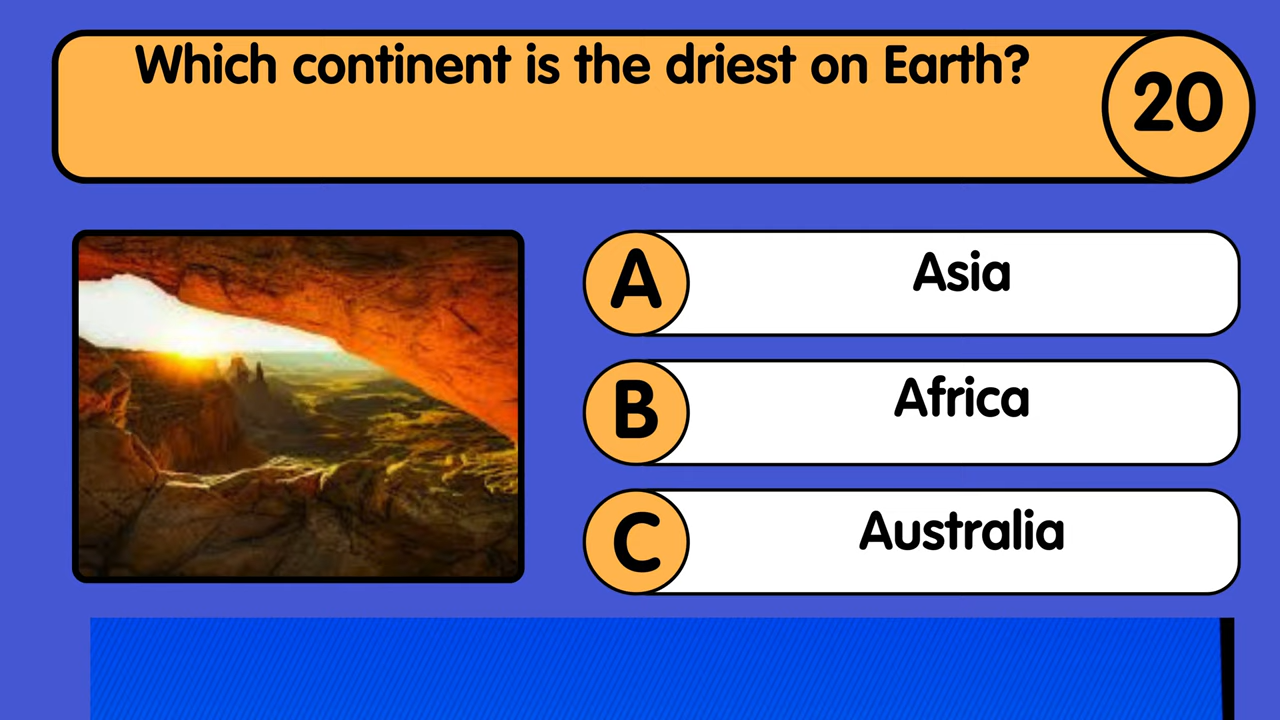 Which continent is the driest on Earth?
20
A
Asia
B
Africa
C
Australia